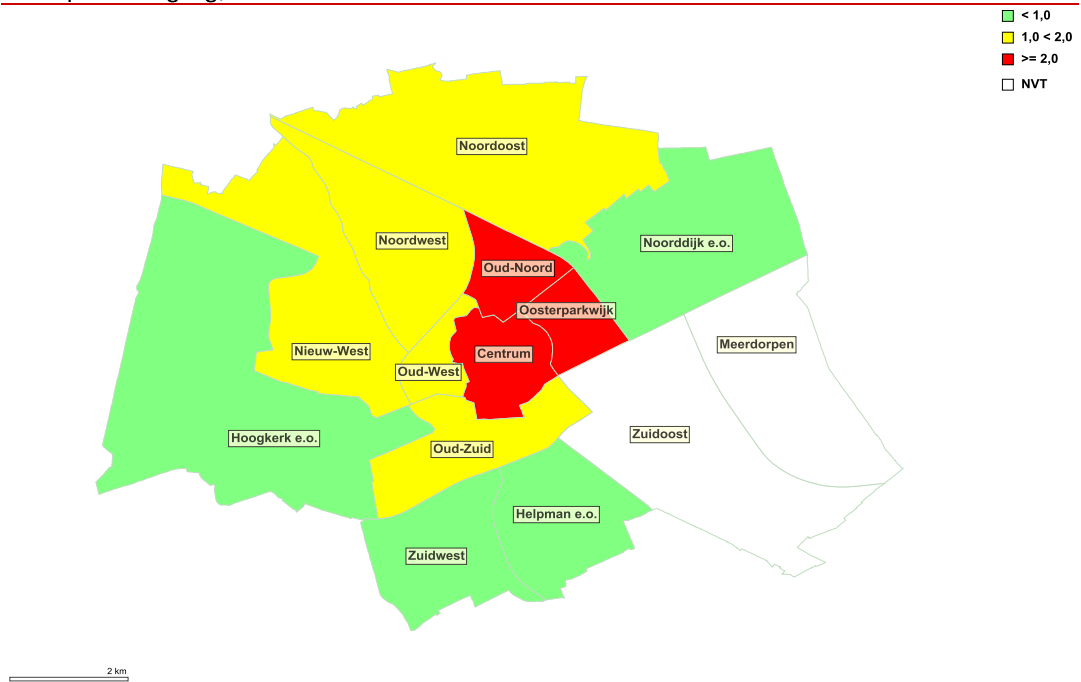 < 1,0
1,0 < 2,0
>= 2,0
NVT
Noordoost
Noordwest
Noorddijk e.o.
Oud-Noord
Oosterparkwijk
Meerdorpen
Nieuw-West
Centrum
Oud-West
Hoogkerk e.o.
Zuidoost
Oud-Zuid
Helpman e.o.
Zuidwest
2 km